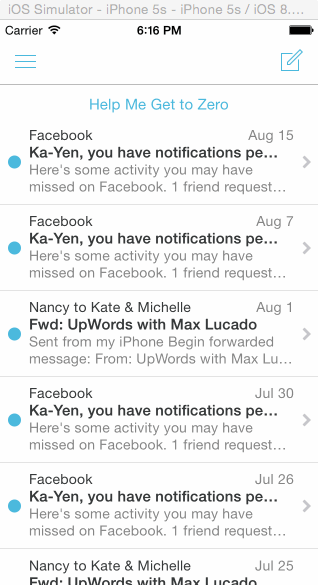 iOS Simulator - iPhone 5s - iPhone 5s / iOS 8....
Carrier 6:16 PM
Help Me Get to Zero
Facebook Aug 15
Ka-Yen, you have notifications pe...
Here's some activity you may have
missed on Facebook. 1 friend request...
Facebook Aug 7
Ka-Yen, you have notifications pe...
Here's some activity you may have
missed on Facebook. 1 friend request...
Nancy to Kate & Michelle Aug 1
Fwd: UpWords with Max Lucado
Sent from my iPhone Begin forwarded
message: From: UpWords with Max Lu...
Facebook Jul 30
Ka-Yen, you have notifications pe...
Here's some activity you may have
missed on Facebook. 1 friend request...
Facebook Jul 26
Ka-Yen, you have notifications pe...
Here's some activity you may have
missed on Facebook. 1 friend request...
Nancy to Kate & Michelle Jul 25
Fwd: UpWords with Max Lucado